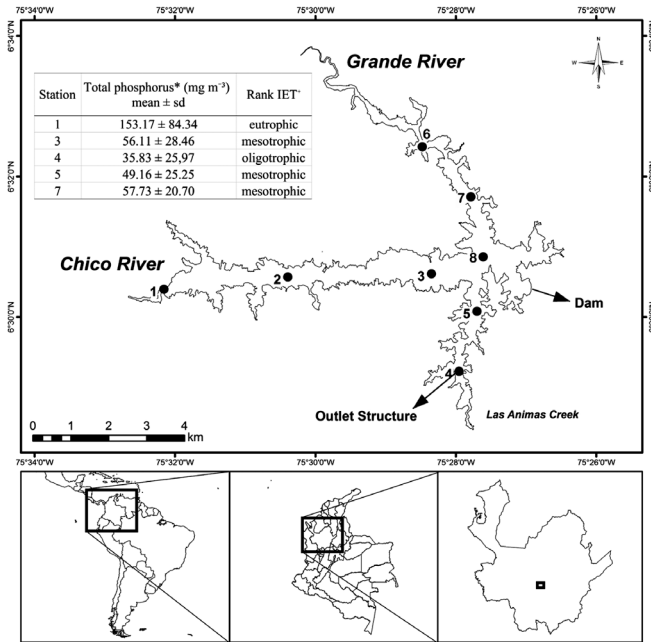 75°34'0"W 75°32'0"W 75°30'0"W 75°28'0"W 75°26'0"W
6°34'0"N
N
W E
S
Grande River
Station Total phosphorus* (mg m⁻³) mean ± sd Rank IET⁺
1 153.17 ± 84.34 eutrophic
3 56.11 ± 28.46 mesotrophic
4 35.83 ± 25,97 oligotrophic
5 49.16 ± 25.25 mesotrophic
7 57.73 ± 20.70 mesotrophic
6
6°32'0"N
7
Chico River
8
3
2
1
Dam
6°30'0"N
5
4
Outlet Structure
Las Animas Creek
0 1 2 3 4
km
75°34'0"W 75°32'0"W 75°30'0"W 75°28'0"W 75°26'0"W